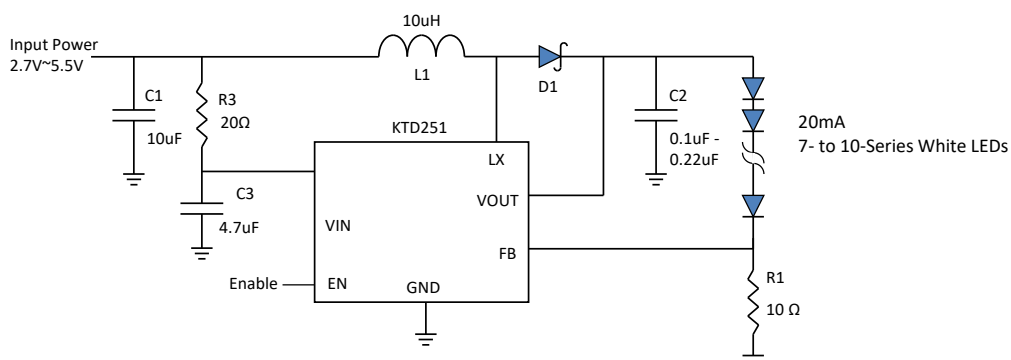 10uH
Input Power
2.7V~5.5V
L1
D1
C1
10uF
R3
20Ω
C2
0.1uF -
0.22uF
20mA
7- to 10-Series White LEDs
KTD251
LX
C3
4.7uF
VOUT
VIN
FB
Enable
EN
GND
R1
10 Ω